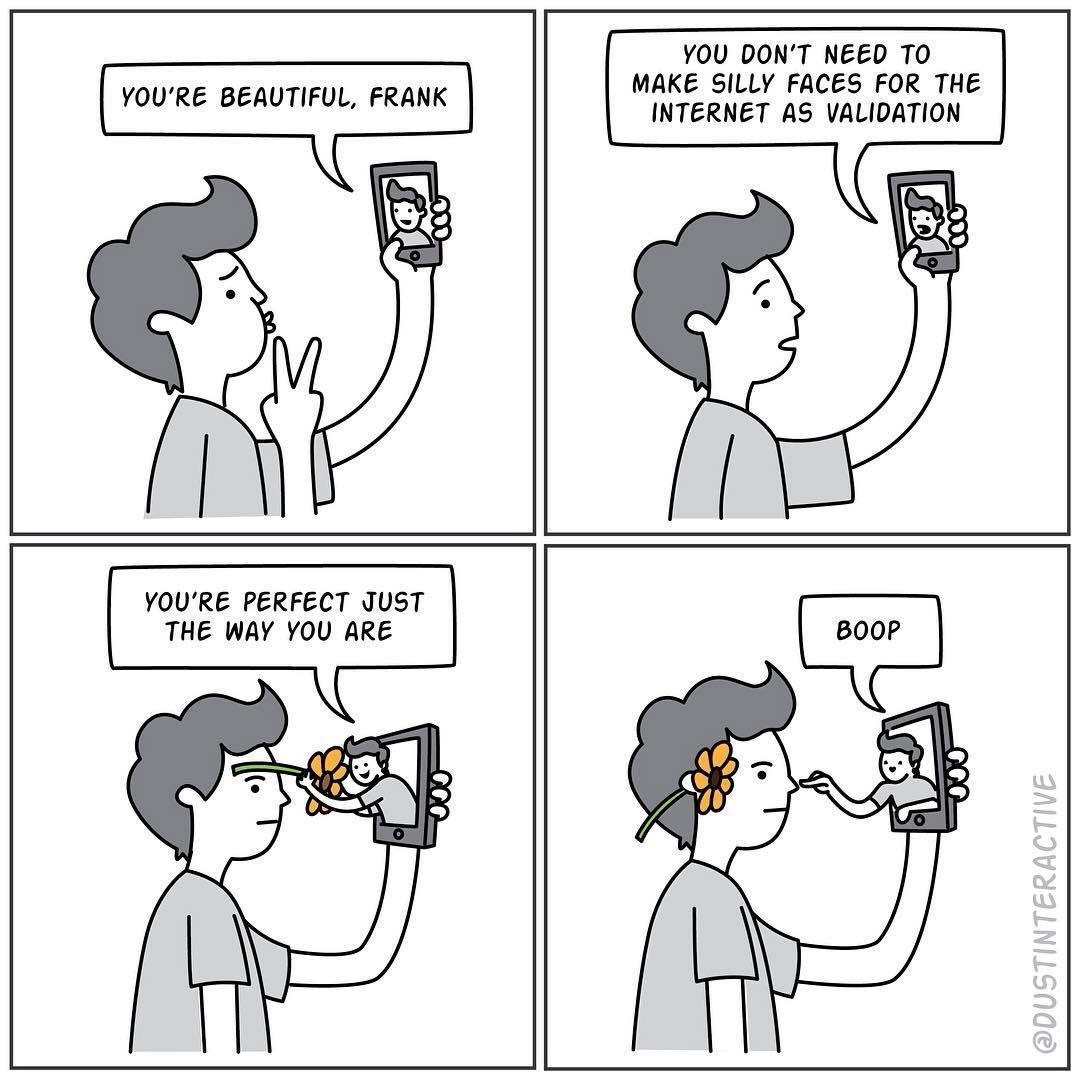 YOU'RE BEAUTIFUL, FRANK
YOU DON'T NEED TO
MAKE SILLY FACES FOR THE
INTERNET AS VALIDATION
YOU'RE PERFECT JUST
THE WAY YOU ARE
BOOP
@DUSTINTERACTIVE